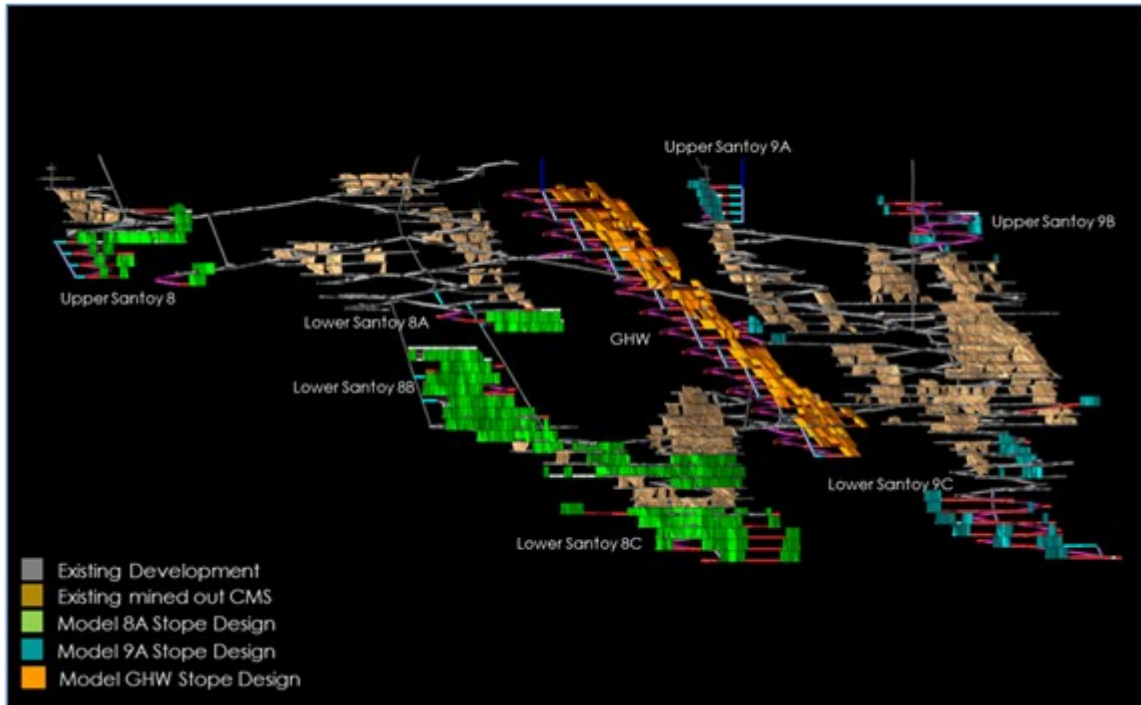 Upper Santoy 9A
Upper Santoy 9B
Upper Santoy 8
Lower Santoy 8A
GHW
Lower Santoy 8B
Lower Santoy 9C
Lower Santoy 8C
Existing Development
Existing mined out CMS
Model 8A Stope Design
Model 9A Stope Design
Model GHW Stope Design